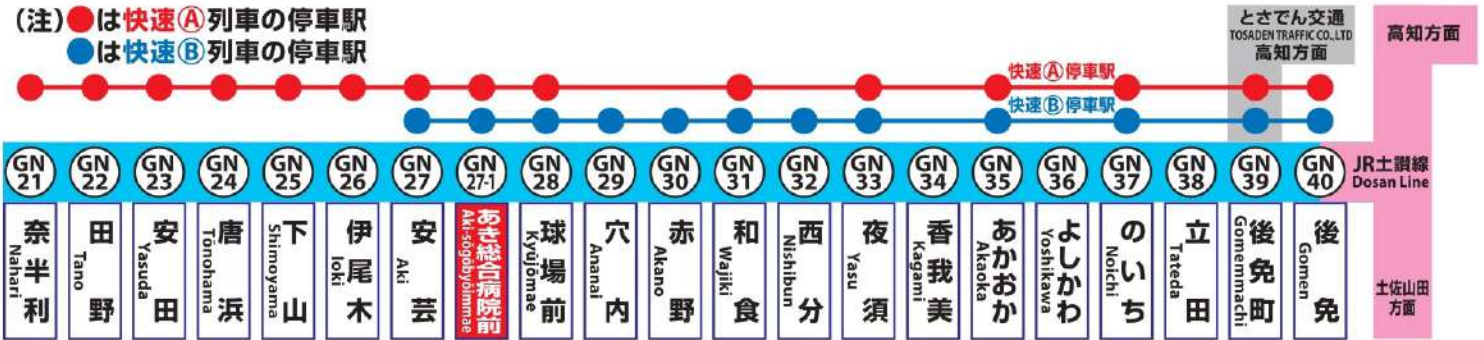 (注)●は快速Ⓐ列車の停車駅
●は快速Ⓑ列車の停車駅
とさでん交通
TOSADEN TRAFFIC CO.,LTD
高知方面
高知方面
快速Ⓐ停車駅
快速Ⓑ停車駅
GN 21
GN 22
GN 23
GN 24
GN 25
GN 26
GN 27
GN 27-1
GN 28
GN 29
GN 30
GN 31
GN 32
GN 33
GN 34
GN 35
GN 36
GN 37
GN 38
GN 39
GN 40
JR土讃線
Dosan Line
奈半利
Nahari
田野
Tano
安田
Yasuda
唐浜
Tōnohama
下山
Shimoyama
伊尾木
Ioki
安芸
Aki
あき総合病院前
Aki-sōgōbyōimmae
球場前
Kyūjōmae
穴内
Ananai
赤野
Akano
和食
Wajiki
西分
Nishibun
夜須
Yasu
香我美
Kagami
あかおか
Akaoka
よしかわ
Yoshikawa
のいち
Noichi
立田
Tateda
後免町
Gomemmachi
後免
Gomen
土佐山田
方面